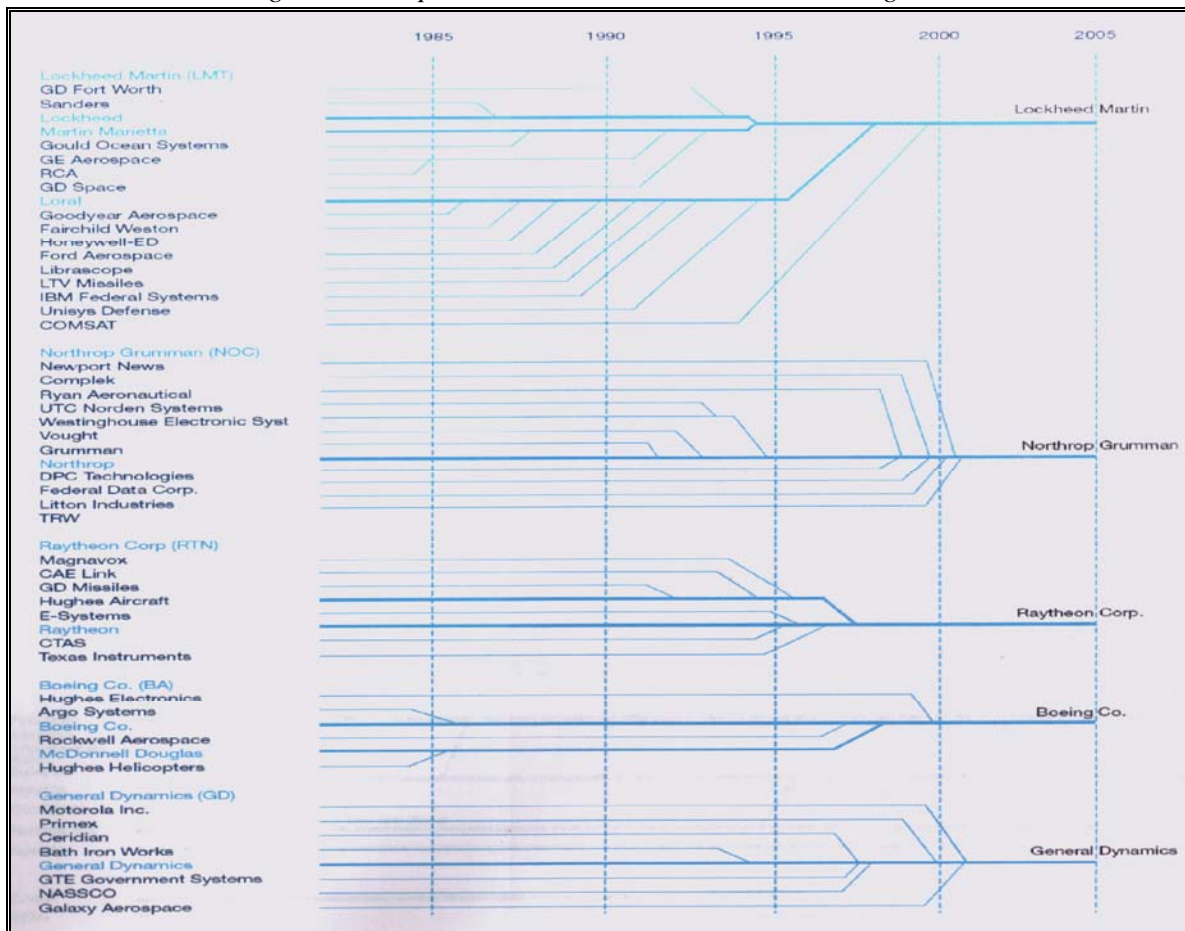 1985 1990 1995 2000 2005
Lockheed Martin (LMT)
GD Fort Worth
Sanders
Lockheed
Martin Marietta
Gould Ocean Systems
GE Aerospace
RCA
GD Space
Loral
Goodyear Aerospace
Fairchild Weston
Honeywell-ED
Ford Aerospace
Librascope
LTV Missiles
IBM Federal Systems
Unisys Defense
COMSAT
Lockheed Martin
Northrop Grumman (NOC)
Newport News
Complek
Ryan Aeronautical
UTC Norden Systems
Westinghouse Electronic Syst
Vought
Grumman
Northrop
DPC Technologies
Federal Data Corp.
Litton Industries
TRW
Northrop Grumman
Raytheon Corp (RTN)
Magnavox
CAE Link
GD Missiles
Hughes Aircraft
E-Systems
Raytheon
CTAS
Texas Instruments
Raytheon Corp.
Boeing Co. (BA)
Hughes Electronics
Argo Systems
Boeing Co.
Rockwell Aerospace
McDonnell Douglas
Hughes Helicopters
Boeing Co.
General Dynamics (GD)
Motorola Inc.
Primex
Ceridian
Bath Iron Works
General Dynamics
GTE Government Systems
NASSCO
Galaxy Aerospace
General Dynamics